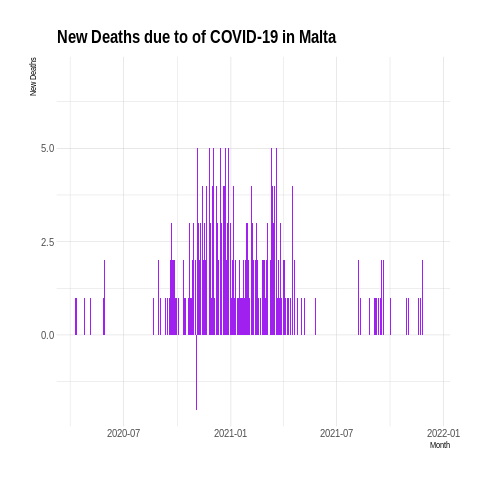 New Deaths due to of COVID-19 in Malta
New Deaths
5.0
2.5
0.0
2020-07 2021-01 2021-07 2022-01
Month